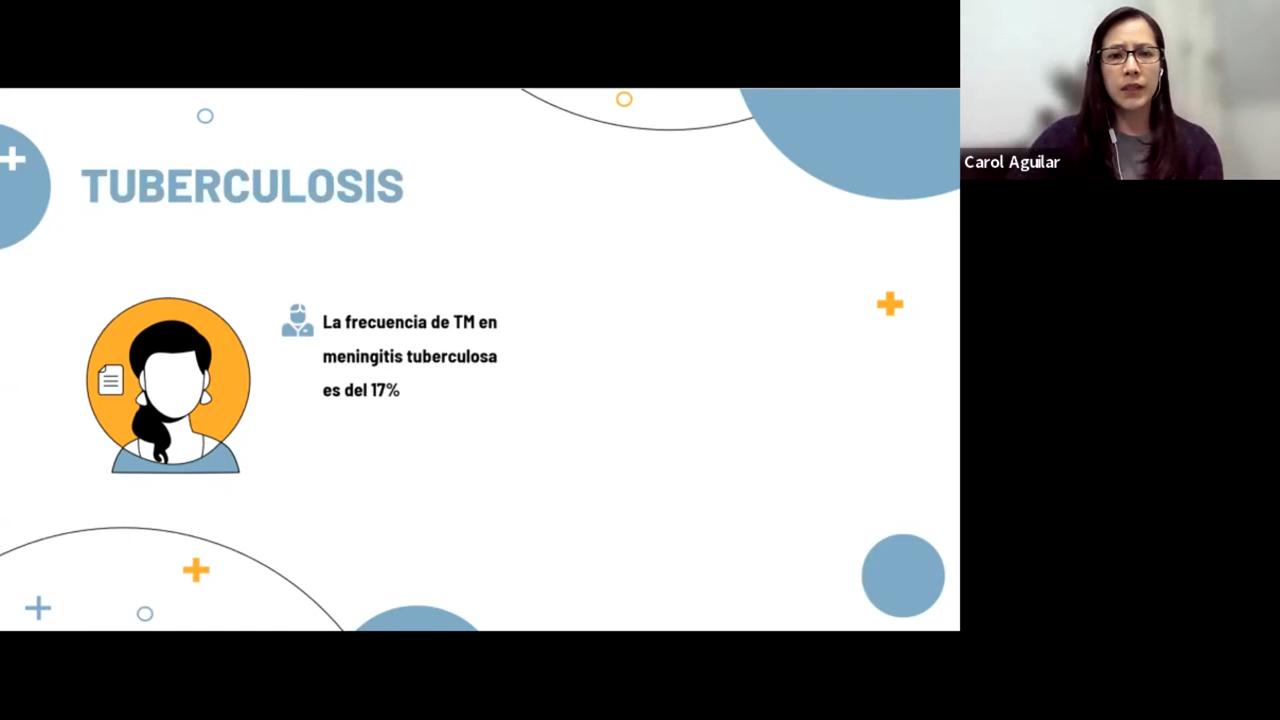 TUBERCULOSIS
La frecuencia de TM en
meningitis tuberculosa
es del 17%
Carol Aguilar